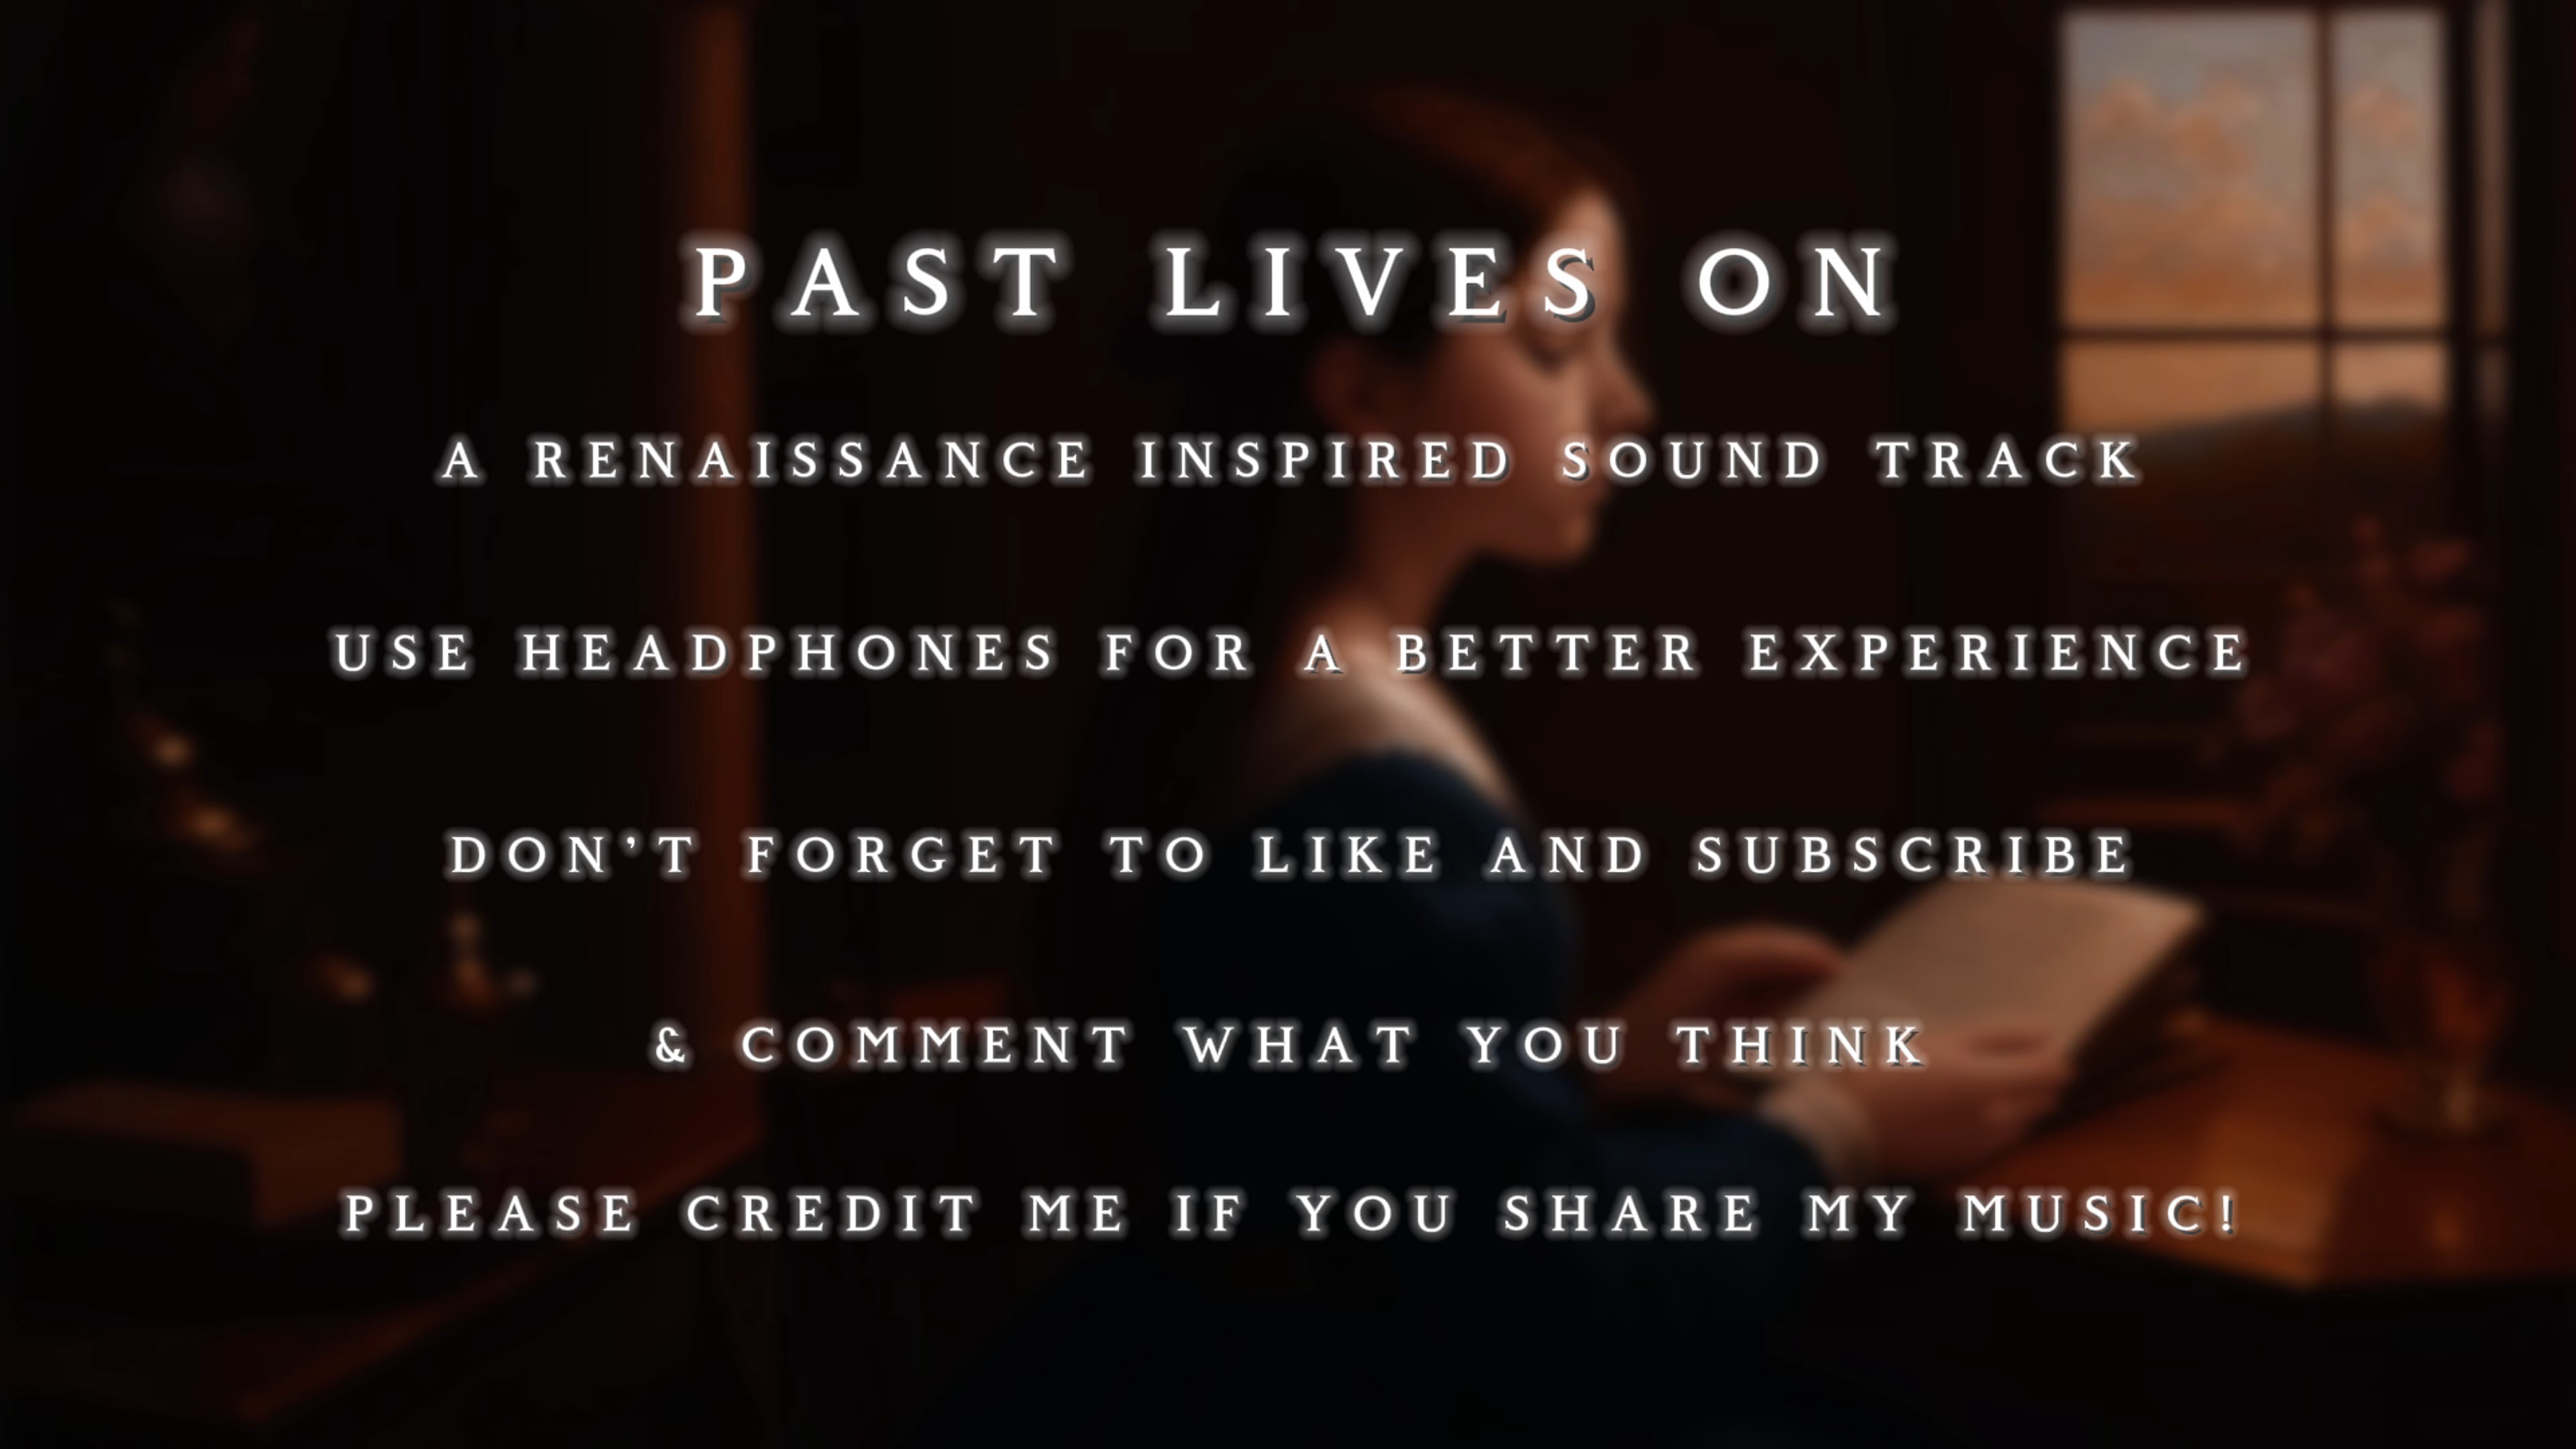 PAST LIVES ON
A RENAISSANCE INSPIRED SOUND TRACK
USE HEADPHONES FOR A BETTER EXPERIENCE
DON'T FORGET TO LIKE AND SUBSCRIBE
& COMMENT WHAT YOU THINK
PLEASE CREDIT ME IF YOU SHARE MY MUSIC!